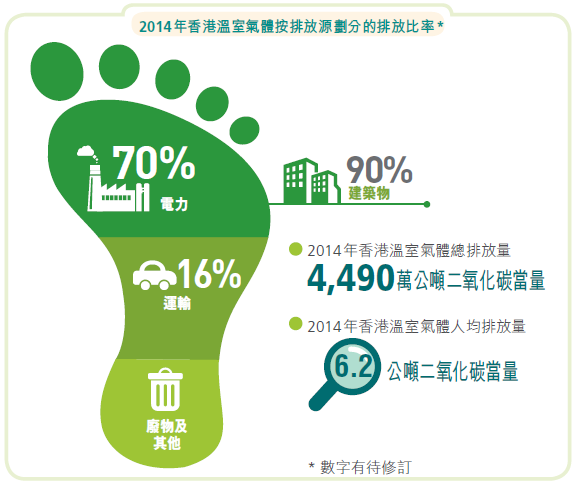 2014年香港溫室氣體按排放源劃分的排放比率*
70%
電力
90%
建築物
16%
運輸
廢物及
其他
2014年香港溫室氣體總排放量
4,490萬公噸二氧化碳當量
2014年香港溫室氣體人均排放量
6.2 公噸二氧化碳當量
* 數字有待修訂